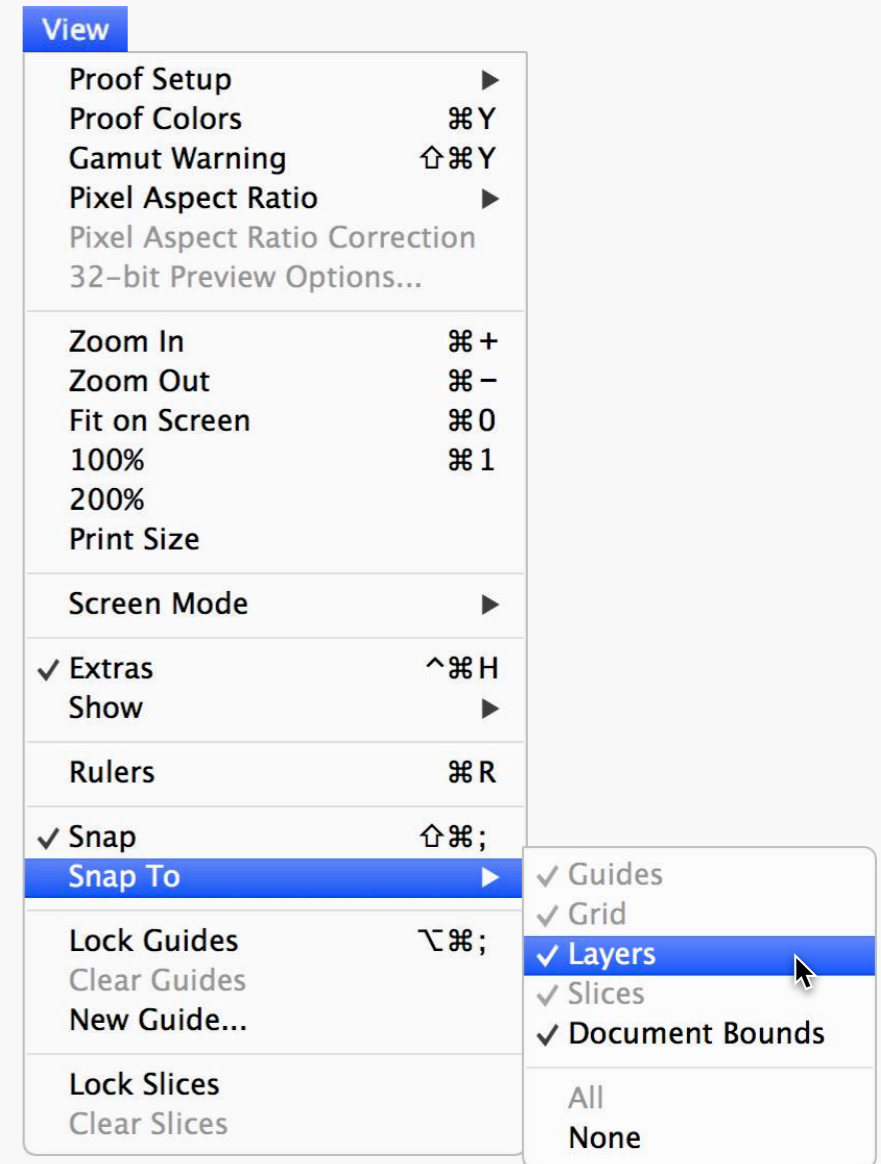 View
Proof Setup ▶
Proof Colors ⌘Y
Gamut Warning ⇧⌘Y
Pixel Aspect Ratio ▶
Pixel Aspect Ratio Correction
32-bit Preview Options...
Zoom In ⌘+
Zoom Out ⌘−
Fit on Screen ⌘0
100% ⌘1
200%
Print Size
Screen Mode ▶
✓ Extras ^⌘H
Show ▶
Rulers ⌘R
✓ Snap ⇧⌘;
Snap To ▶
✓ Guides
✓ Grid
✓ Layers
✓ Slices
✓ Document Bounds
All
None
Lock Guides ⌥⌘;
Clear Guides
New Guide...
Lock Slices
Clear Slices